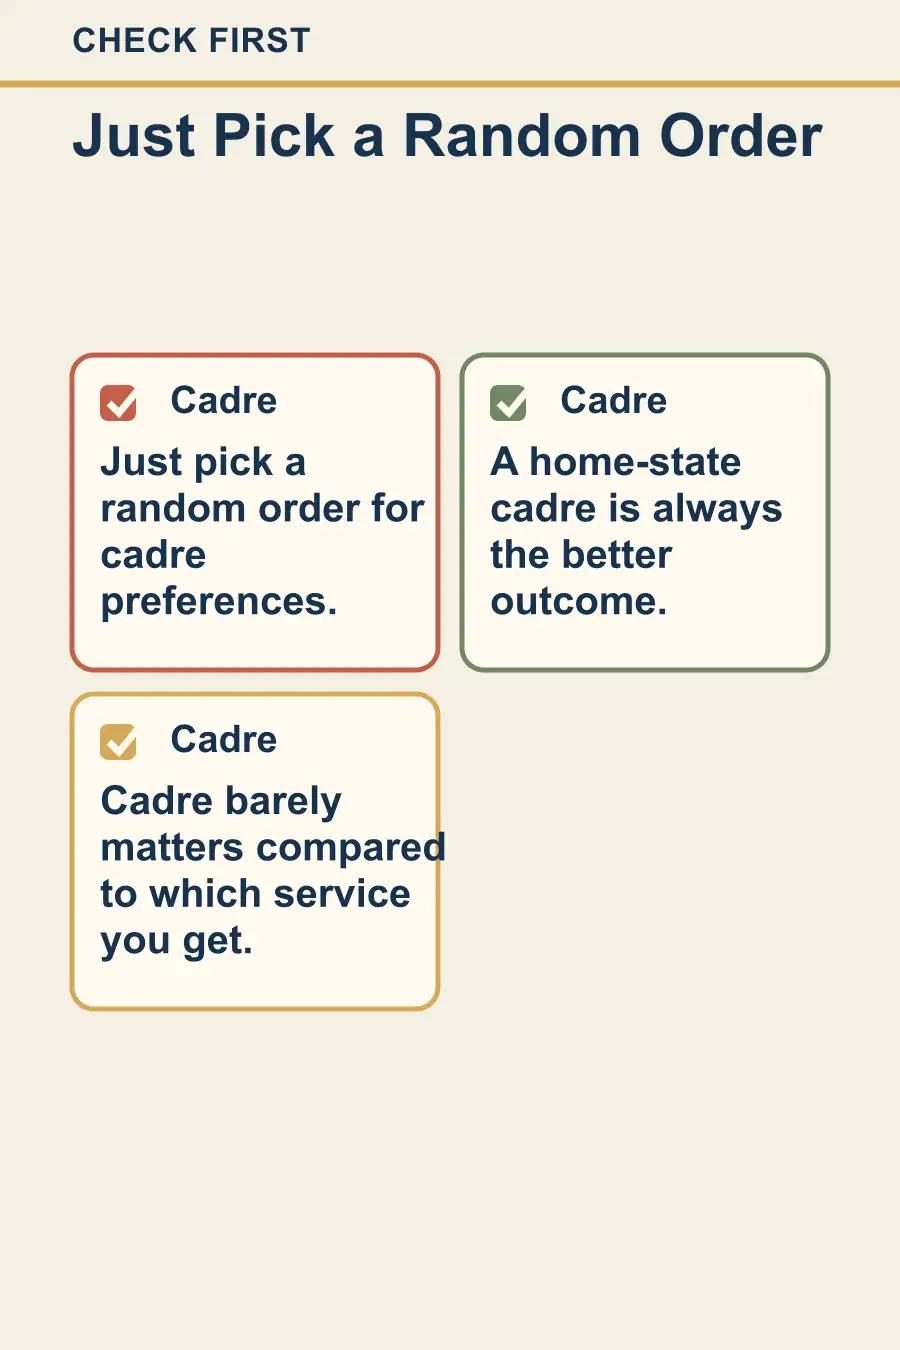 CHECK FIRST
Just Pick a Random Order
Cadre
Just pick a
random order for
cadre
preferences.
Cadre
A home-state
cadre is always
the better
outcome.
Cadre
Cadre barely
matters compared
to which service
you get.